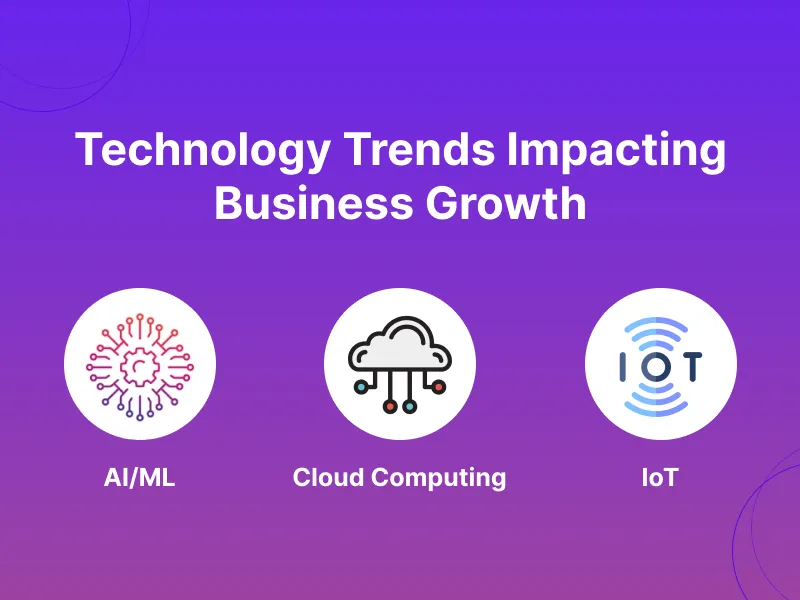 Technology Trends Impacting
Business Growth
IOT
AI/ML
Cloud Computing
IoT